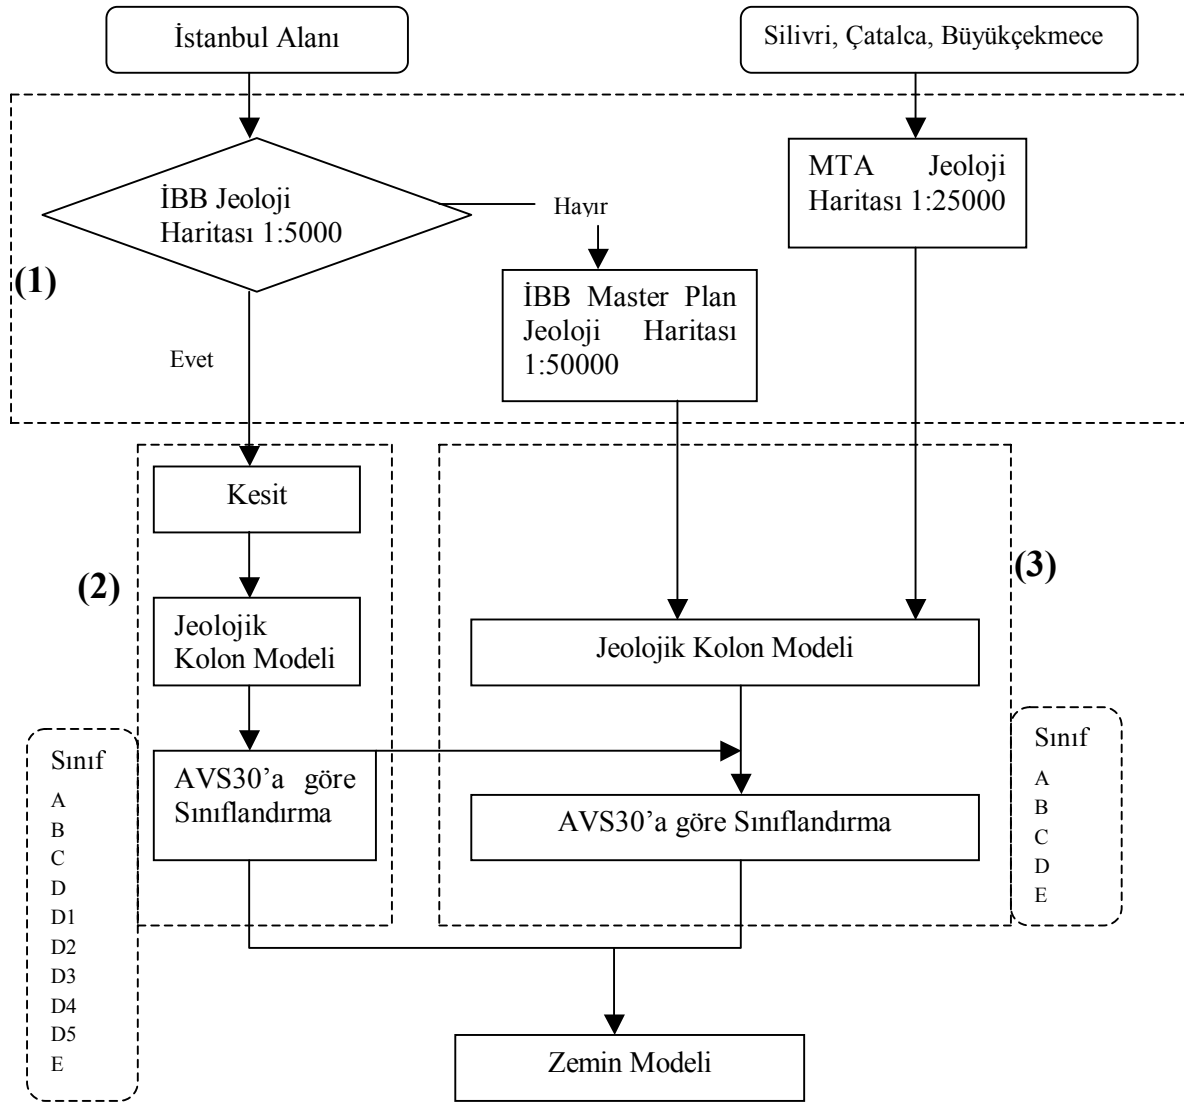 İstanbul Alanı
Silivri, Çatalca, Büyükçekmece
İBB Jeoloji
Haritası 1:5000
Hayır
MTA Jeoloji
Haritası 1:25000
(1)
İBB Master Plan
Jeoloji Haritası
1:50000
Evet
Kesit
(2)
Jeolojik
Kolon Modeli
AVS30’a göre
Sınıflandırma
(3)
Jeolojik Kolon Modeli
AVS30’a göre Sınıflandırma
Sınıf
A
B
C
D
D1
D2
D3
D4
D5
E
Sınıf
A
B
C
D
E
Zemin Modeli